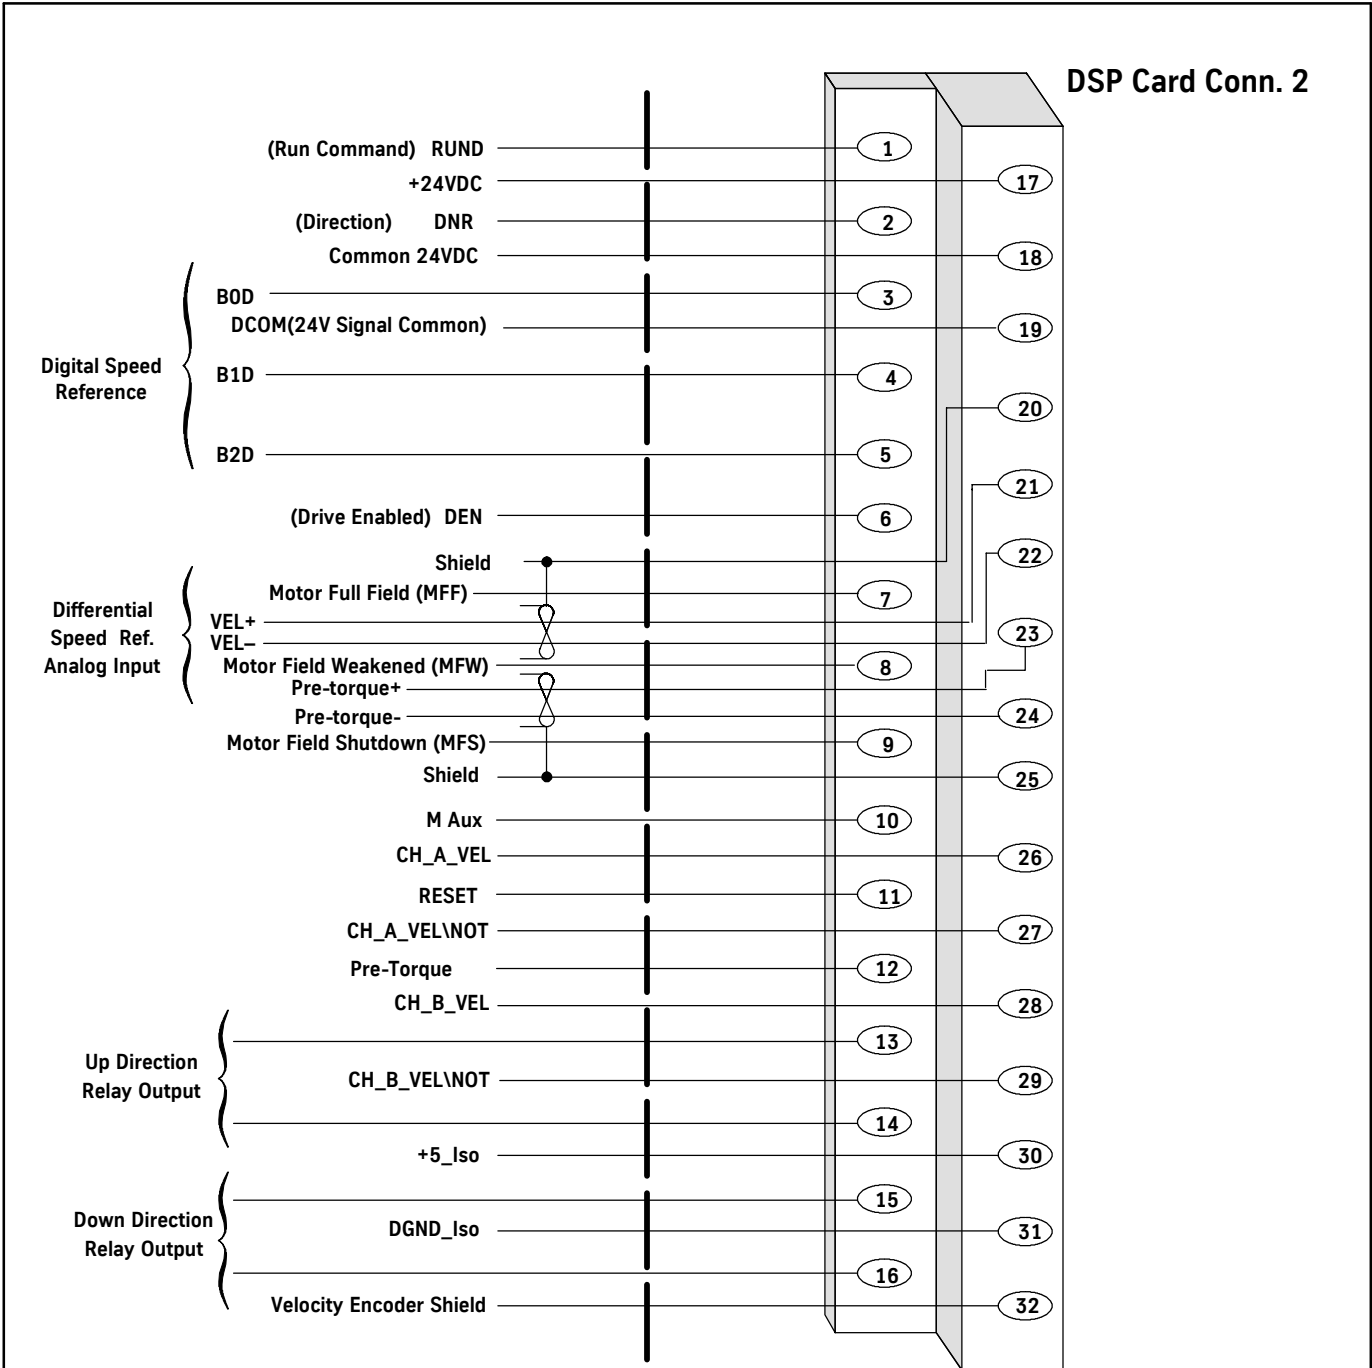 DSP Card Conn. 2
(Run Command) RUND
1
+24VDC
17
(Direction) DNR
2
Common 24VDC
18
B0D
3
DCOM(24V Signal Common)
19
Digital Speed
Reference
B1D
4
20
B2D
5
21
(Drive Enabled) DEN
6
Shield
22
Motor Full Field (MFF)
7
Differential
Speed Ref.
Analog Input
VEL+
VEL–
23
Motor Field Weakened (MFW)
8
Pre-torque+
Pre-torque-
24
Motor Field Shutdown (MFS)
9
Shield
25
M Aux
10
CH_A_VEL
26
RESET
11
CH_A_VEL\NOT
27
Pre-Torque
12
CH_B_VEL
28
13
Up Direction
Relay Output
CH_B_VEL\NOT
29
14
+5_Iso
30
15
Down Direction
Relay Output
DGND_Iso
31
16
Velocity Encoder Shield
32